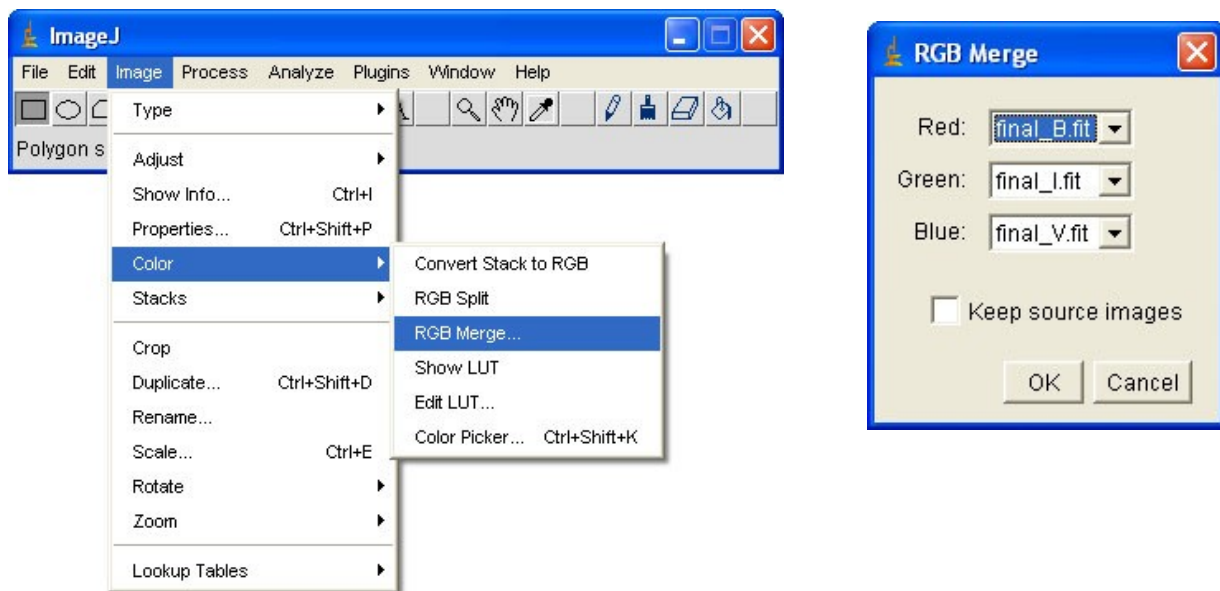 ImageJ
File Edit Image Process Analyze Plugins Window Help
Polygon s
Type
Adjust
Show Info... Ctrl+I
Properties... Ctrl+Shift+P
Color
Stacks
Crop
Duplicate... Ctrl+Shift+D
Rename...
Scale... Ctrl+E
Rotate
Zoom
Lookup Tables
Convert Stack to RGB
RGB Split
RGB Merge...
Show LUT
Edit LUT...
Color Picker... Ctrl+Shift+K
RGB Merge
Red: final_B.fit
Green: final_I.fit
Blue: final_V.fit
Keep source images
OK Cancel